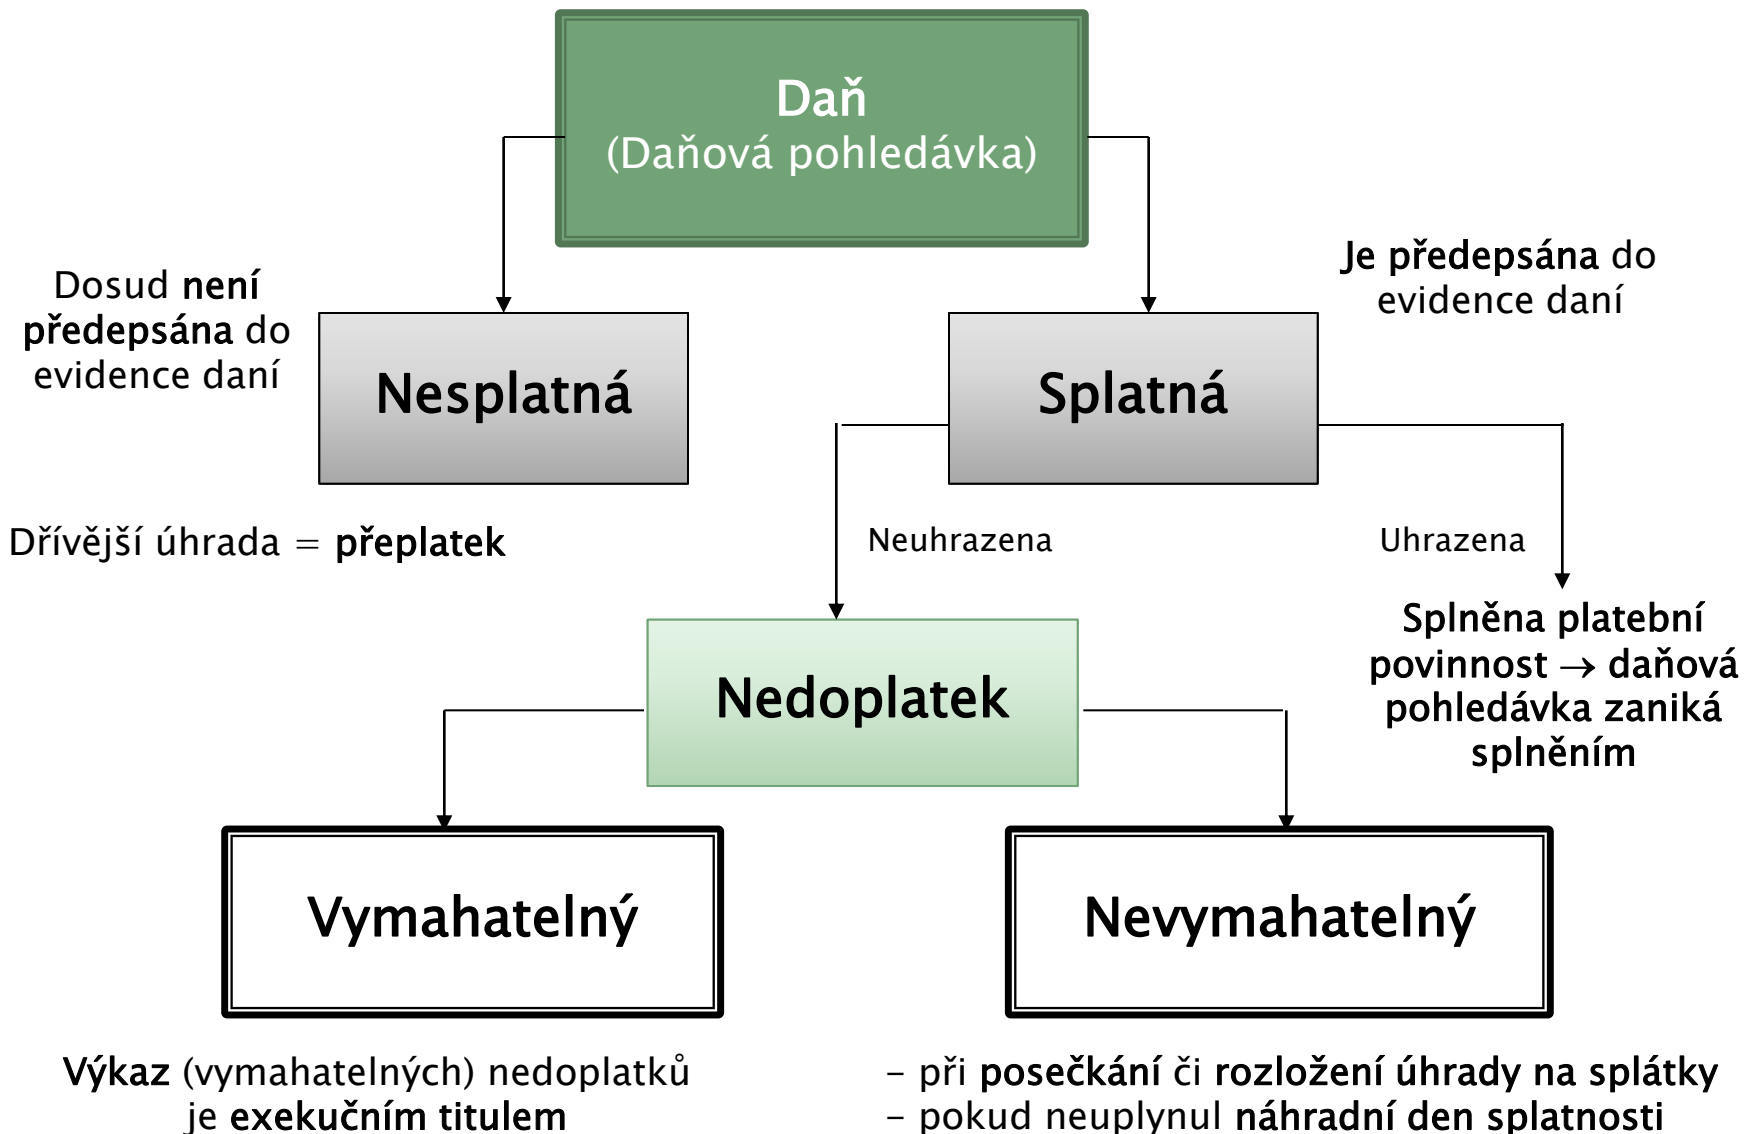 Daň
(Daňová pohledávka)
Dosud není
předepsána do
evidence daní
Je předepsána do
evidence daní
Nesplatná
Splatná
Dřívější úhrada = přeplatek
Neuhrazena
Uhrazena
Splněna platební
povinnost → daňová
pohledávka zaniká
splněním
Nedoplatek
Vymahatelný
Nevymahatelný
Výkaz (vymahatelných) nedoplatků
je exekučním titulem
– při posečkání či rozložení úhrady na splátky
– pokud neuplynul náhradní den splatnosti